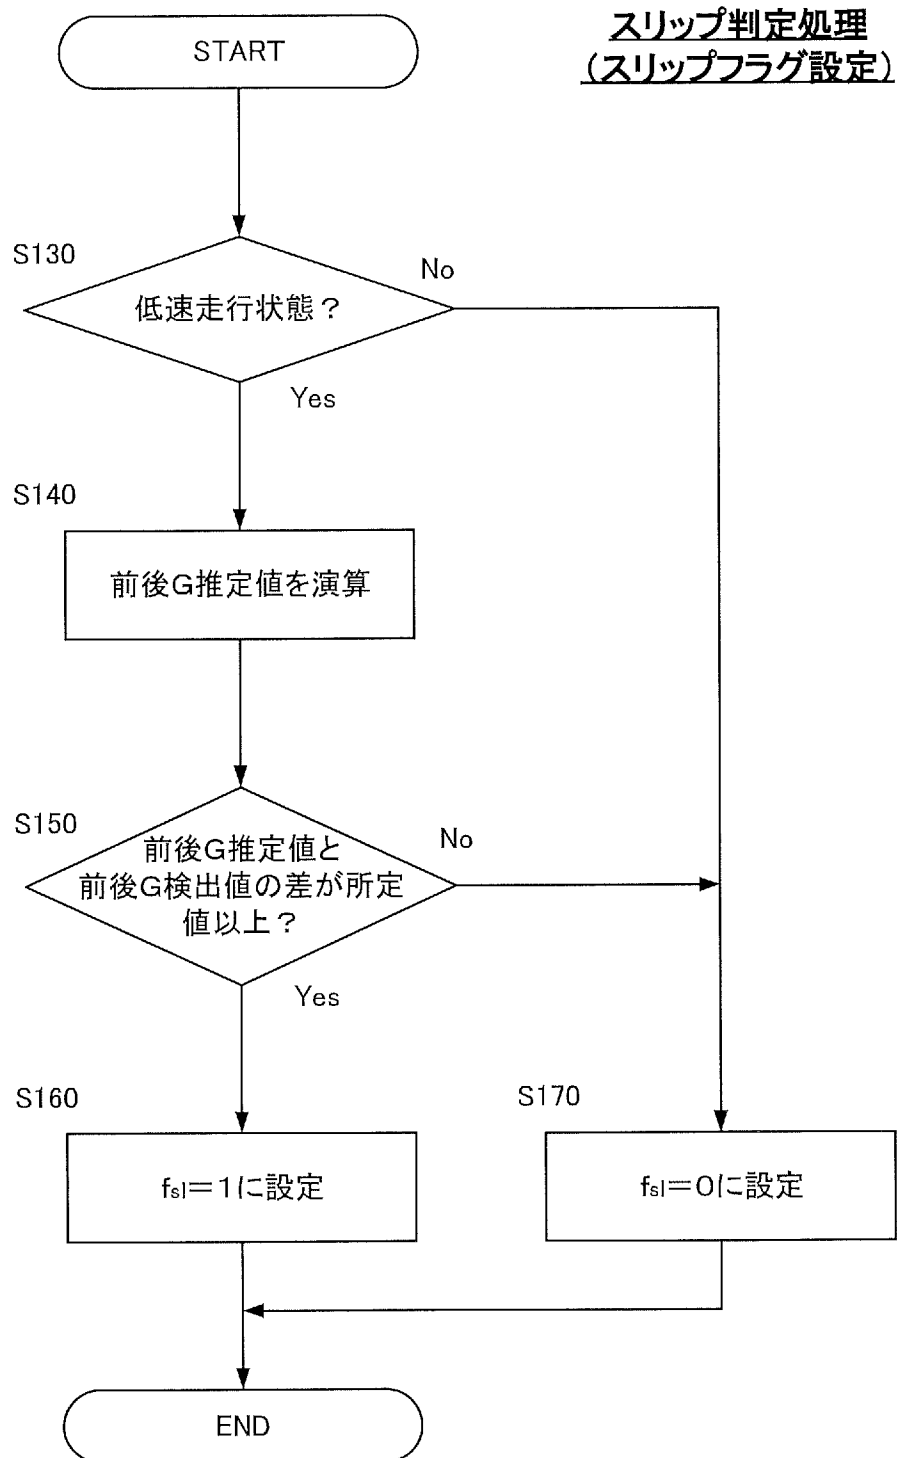 スリップ判定処理
(スリップフラグ設定)
START
S130
低速走行状態?
No
Yes
S140
前後G推定値を演算
S150
前後G推定値と
前後G検出値の差が所定
値以上?
No
Yes
S160
fsl=1に設定
S170
fsl=0に設定
END